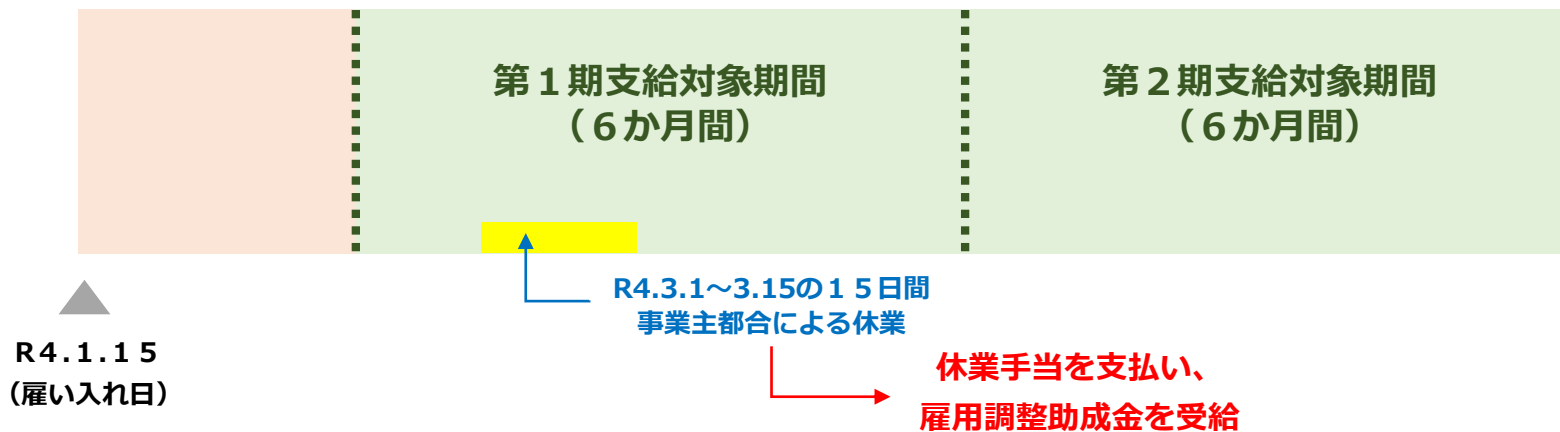 第１期支給対象期間
（６か月間）
第２期支給対象期間
（６か月間）
R4.3.1～3.15の１５日間
事業主都合による休業
R４.１.１５
（雇い入れ日）
休業手当を支払い、
雇用調整助成金を受給